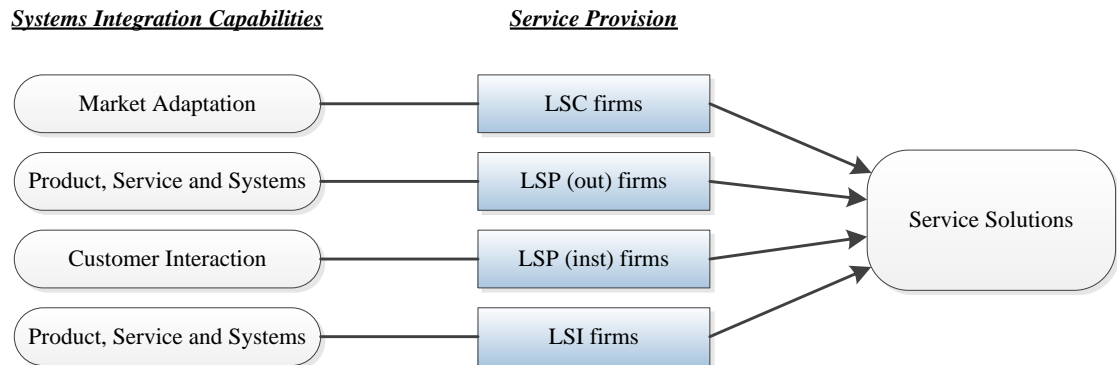 Systems Integration Capabilities
Service Provision
Market Adaptation
LSC firms
Product, Service and Systems
LSP (out) firms
Customer Interaction
LSP (inst) firms
Product, Service and Systems
LSI firms
Service Solutions